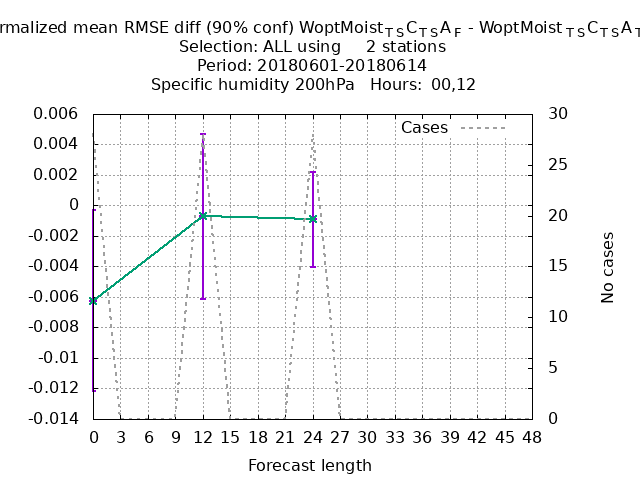 rmalized mean RMSE diff (90% conf) WoptMoist_TSC_TSA_F - WoptMoist_TSC_TSA_T
Selection: ALL using 2 stations
Period: 20180601-20180614
Specific humidity 200hPa Hours: 00,12
Cases
0.006
0.004
0.002
0
-0.002
-0.004
-0.006
-0.008
-0.01
-0.012
-0.014
30
25
20
15
10
5
0
No cases
0 3 6 9 12 15 18 21 24 27 30 33 36 39 42 45 48
Forecast length